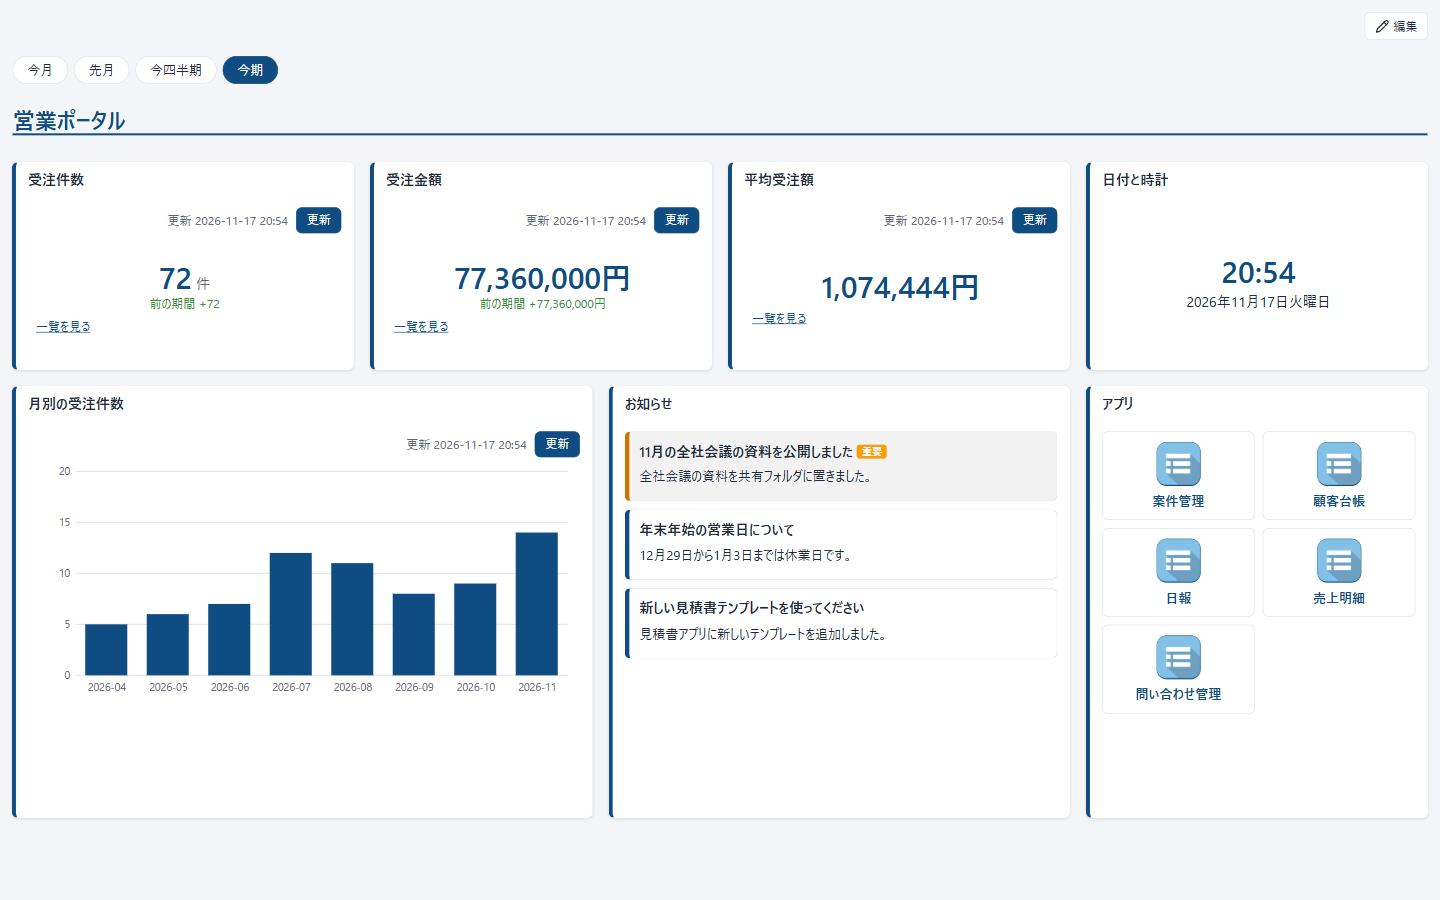 編集
今月
先月
今四半期
今期
営業ポータル
受注件数
更新 2026-11-17 20:54
更新
72 件
前の期間 +72
一覧を見る
受注金額
更新 2026-11-17 20:54
更新
77,360,000円
前の期間 +77,360,000円
一覧を見る
平均受注額
更新 2026-11-17 20:54
更新
1,074,444円
一覧を見る
日付と時計
20:54
2026年11月17日火曜日
月別の受注件数
更新 2026-11-17 20:54
更新
20
15
10
5
0
2026-04
2026-05
2026-06
2026-07
2026-08
2026-09
2026-10
2026-11
お知らせ
11月の全社会議の資料を公開しました 重要
全社会議の資料を共有フォルダに置きました。
年末年始の営業日について
12月29日から1月3日までは休業日です。
新しい見積書テンプレートを使ってください
見積書アプリに新しいテンプレートを追加しました。
アプリ
案件管理
顧客台帳
日報
売上明細
問い合わせ管理